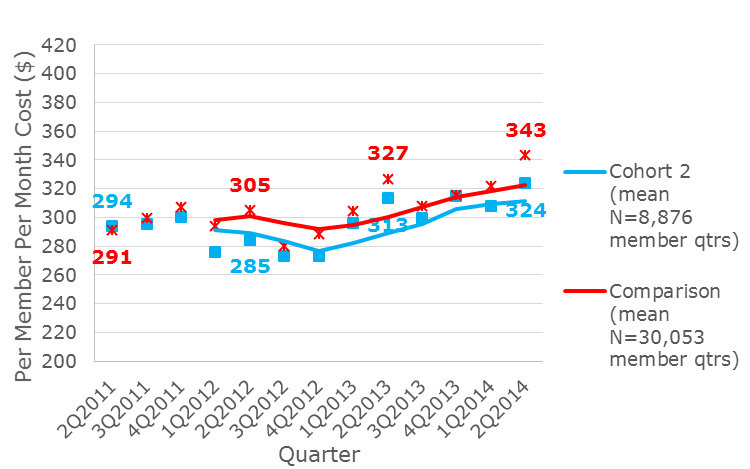 Per Member Per Month Cost ($)
420
400
380
360
340
320
300
280
260
240
220
200
294
291
305
285
327
313
343
324
2Q2011
3Q2011
4Q2011
1Q2012
2Q2012
3Q2012
4Q2012
1Q2013
2Q2013
3Q2013
4Q2013
1Q2014
2Q2014
Quarter
Cohort 2
(mean
N=8,876
member qtrs)
Comparison
(mean
N=30,053
member qtrs)